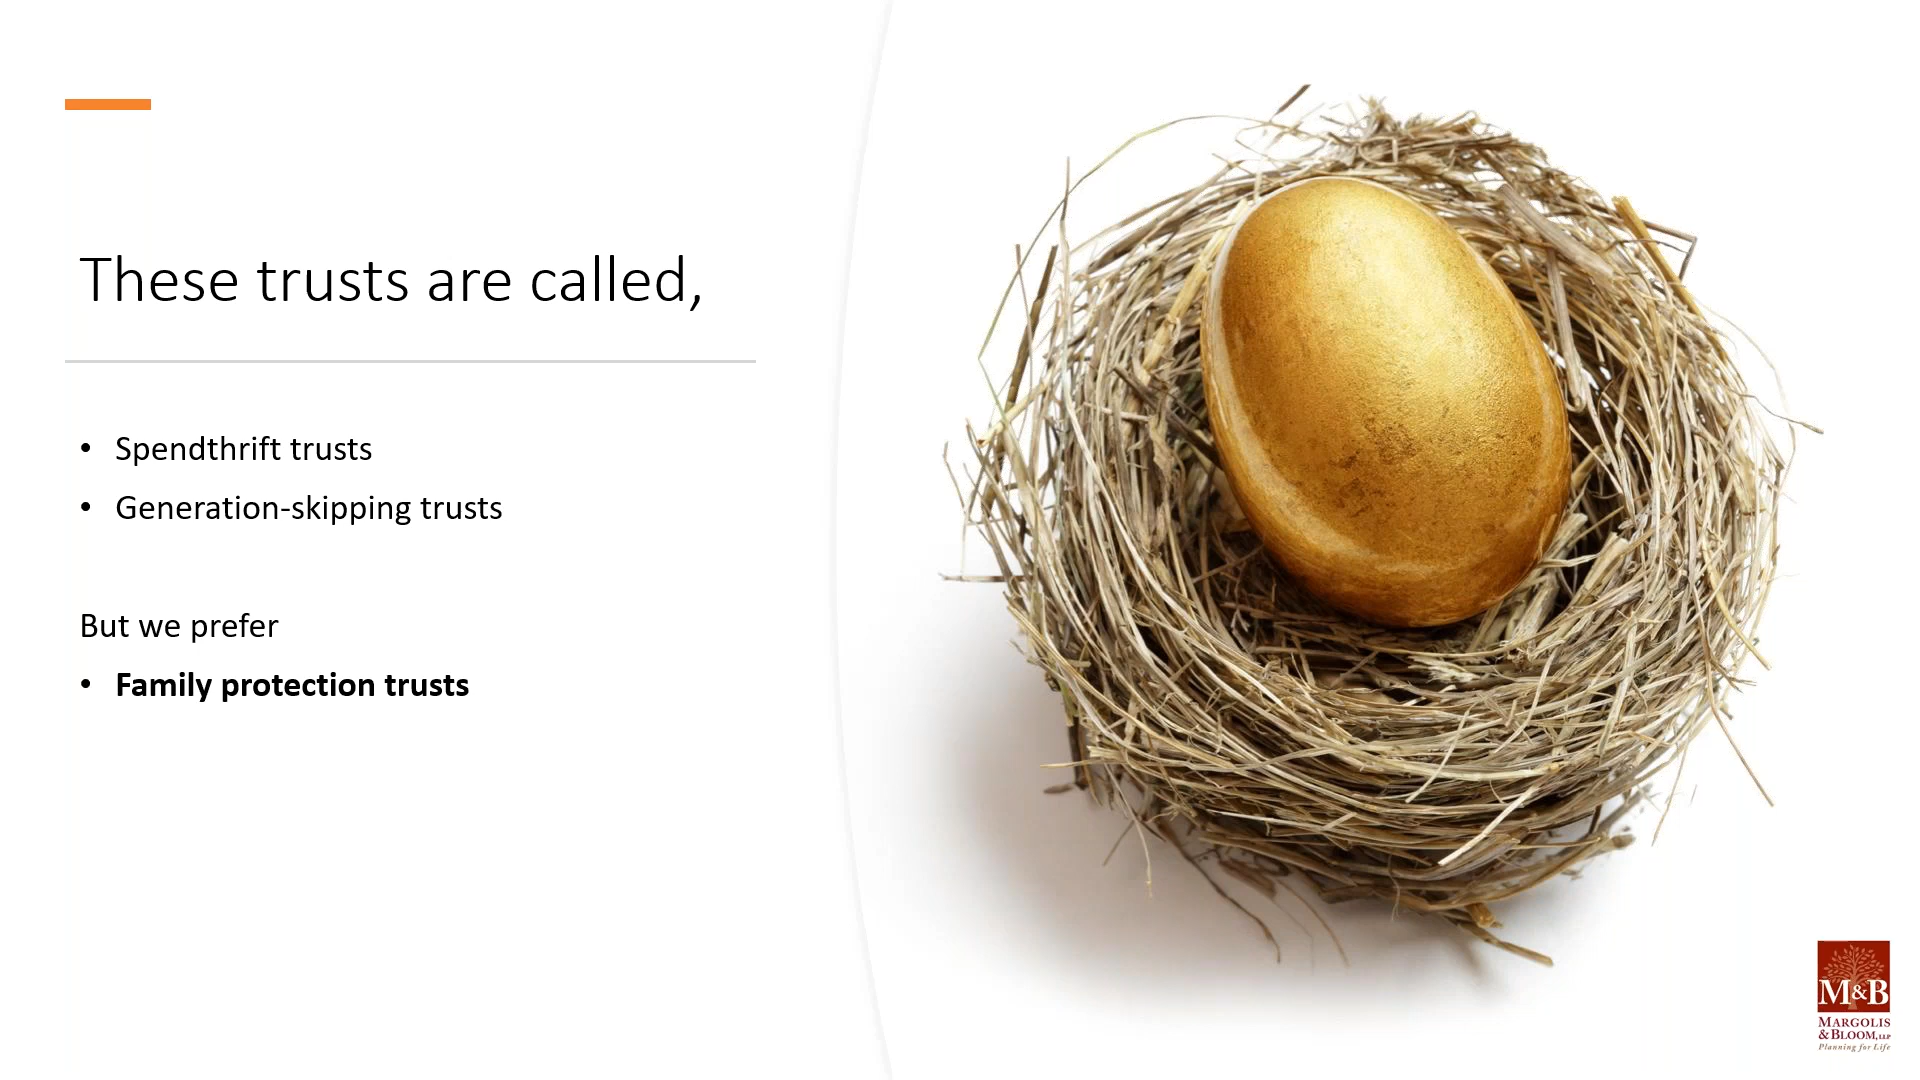 These trusts are called,
• Spendthrift trusts
• Generation-skipping trusts
But we prefer
• Family protection trusts
M&B
MARGOLIS
& BLOOM, LLP
Planning for Life